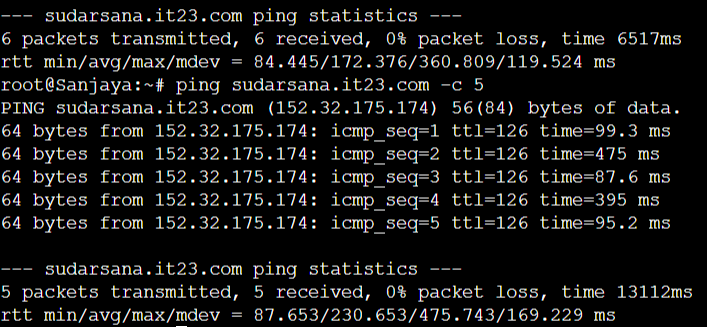 --- sudarsana.it23.com ping statistics ---
6 packets transmitted, 6 received, 0% packet loss, time 6517ms
rtt min/avg/max/mdev = 84.445/172.376/360.809/119.524 ms
root@Sanjaya:~# ping sudarsana.it23.com -c 5
PING sudarsana.it23.com (152.32.175.174) 56(84) bytes of data.
64 bytes from 152.32.175.174: icmp_seq=1 ttl=126 time=99.3 ms
64 bytes from 152.32.175.174: icmp_seq=2 ttl=126 time=475 ms
64 bytes from 152.32.175.174: icmp_seq=3 ttl=126 time=87.6 ms
64 bytes from 152.32.175.174: icmp_seq=4 ttl=126 time=395 ms
64 bytes from 152.32.175.174: icmp_seq=5 ttl=126 time=95.2 ms

--- sudarsana.it23.com ping statistics ---
5 packets transmitted, 5 received, 0% packet loss, time 13112ms
rtt min/avg/max/mdev = 87.653/230.653/475.743/169.229 ms